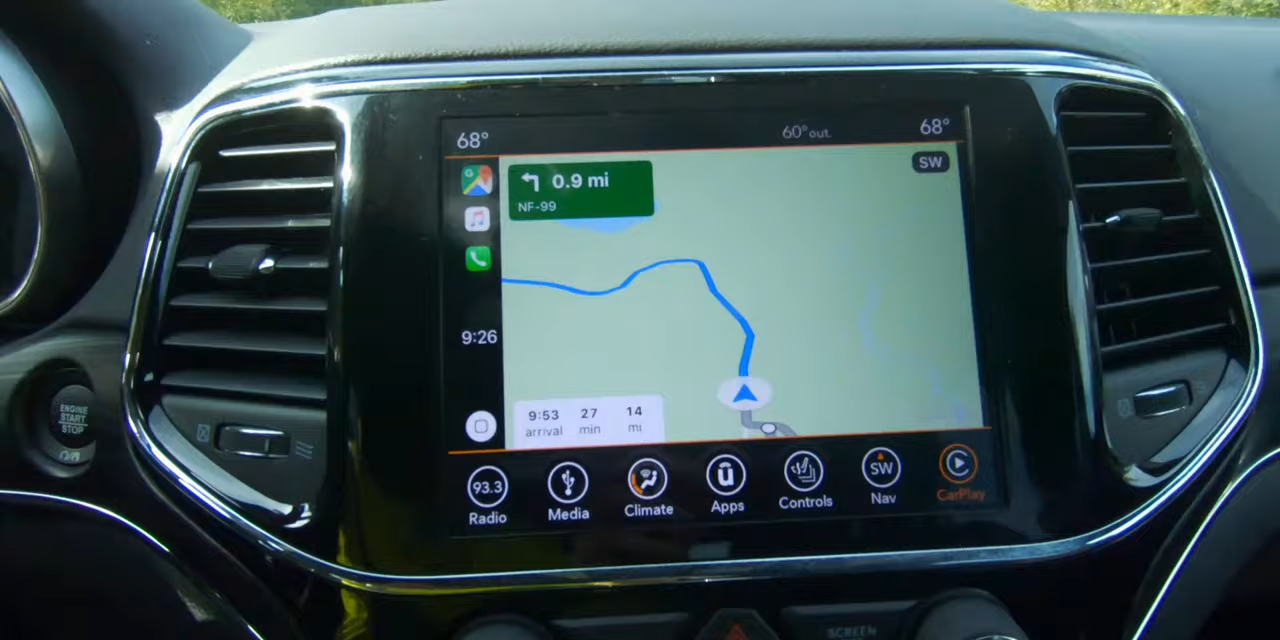 68°
60° out.
68°
SW
0.9 mi
NF-99
9:26
9:53 27 14
arrival min mi
ENGINE
START
STOP
93.3
SW
Radio
Media
Climate
Apps
Controls
Nav
CarPlay
SCREEN